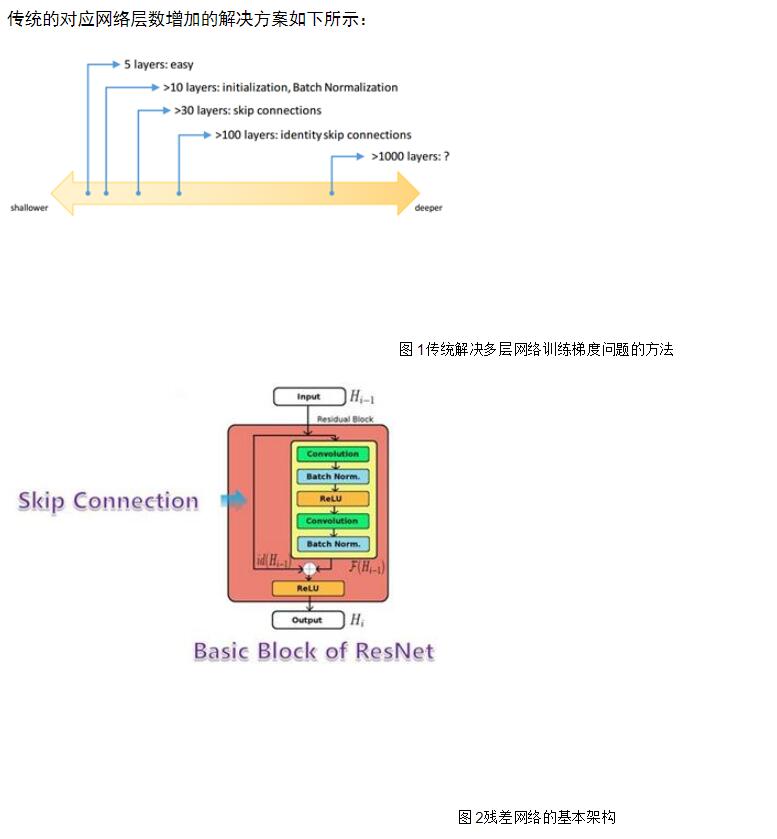 传统的对应网络层数增加的解决方案如下所示：
5 layers: easy
>10 layers: initialization, Batch Normalization
>30 layers: skip connections
>100 layers: identity skip connections
>1000 layers: ?
shallower
deeper
图 1传统解决多层网络训练梯度问题的方法
Input H_{i-1}
Residual Block
Convolution
Batch Norm.
Skip Connection
ReLU
Convolution
Batch Norm.
id(H_{i-1}) F(H_{i-1})
ReLU
Output H_i
Basic Block of ResNet
图 2残差网络的基本架构